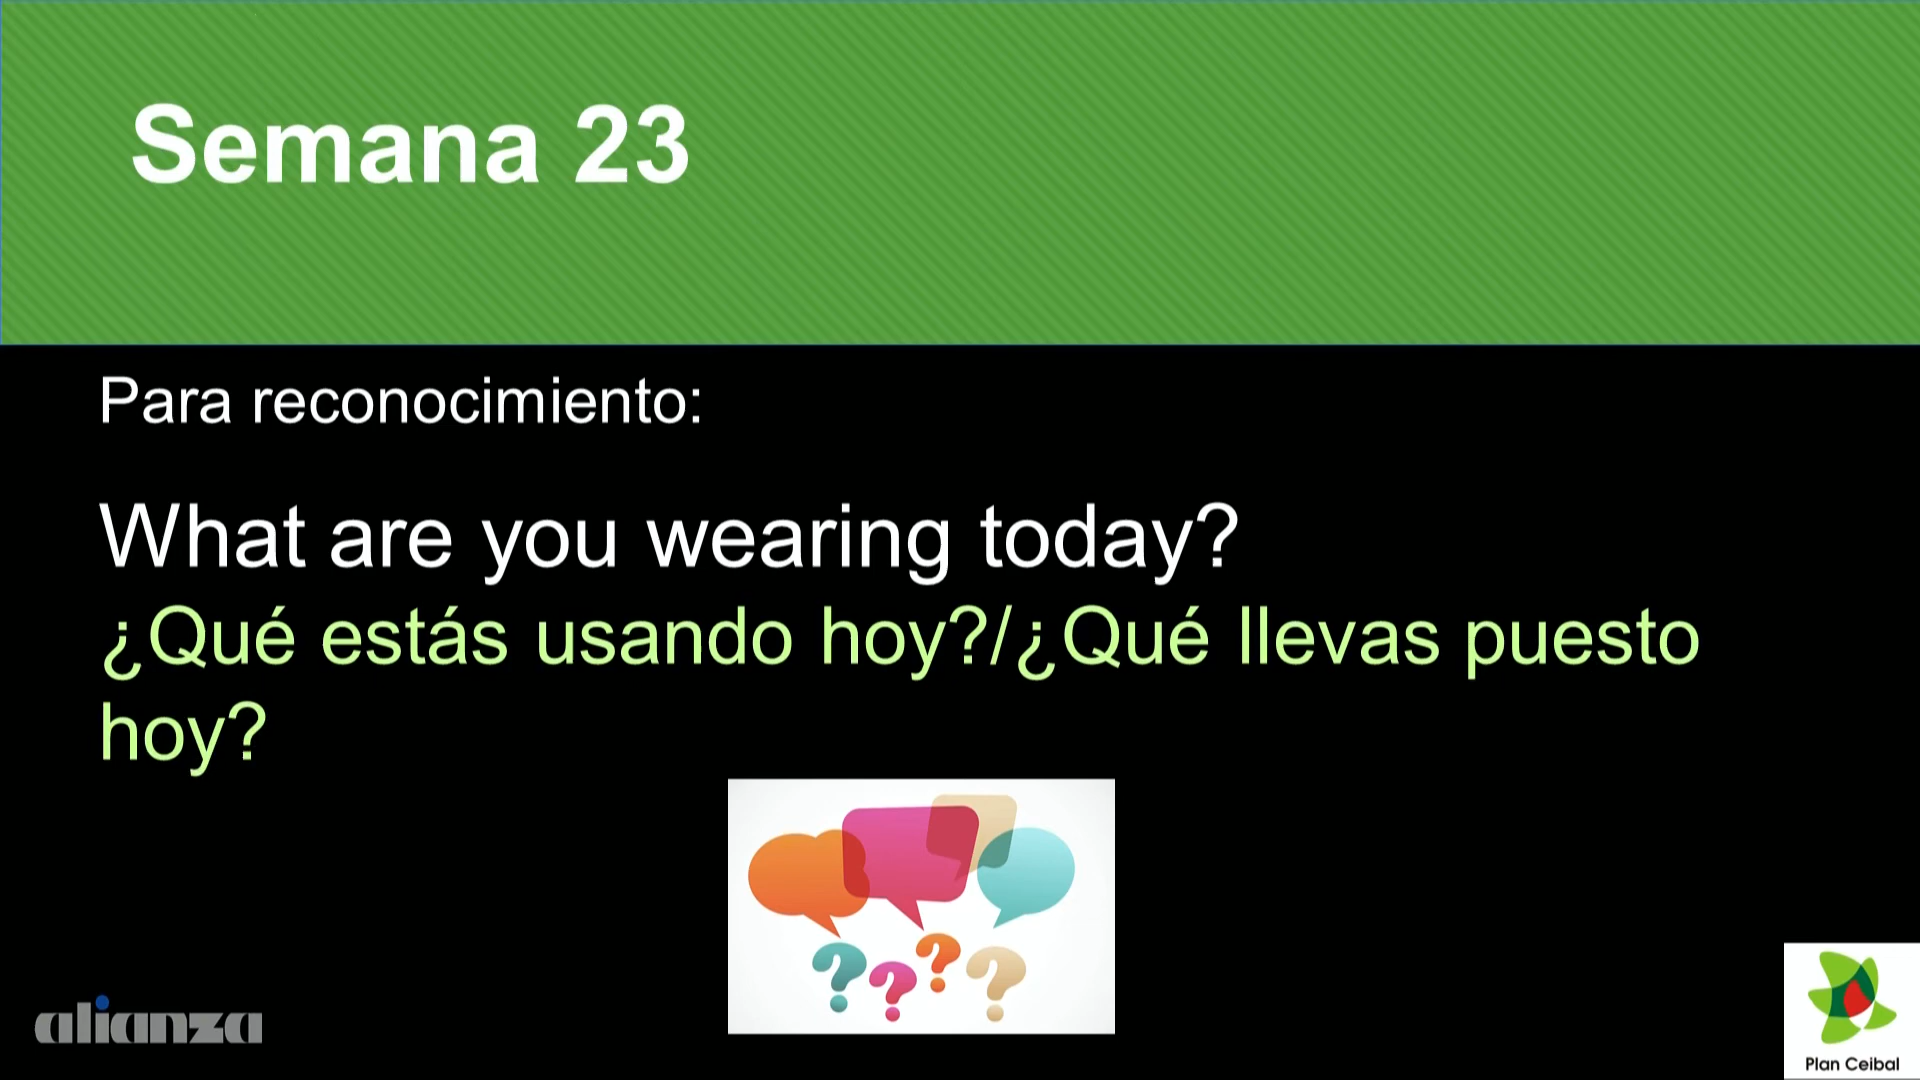 Semana 23
Para reconocimiento:
What are you wearing today?
¿Qué estás usando hoy?/¿Qué llevas puesto
hoy?
? ? ? ?
alianza
Plan Ceibal